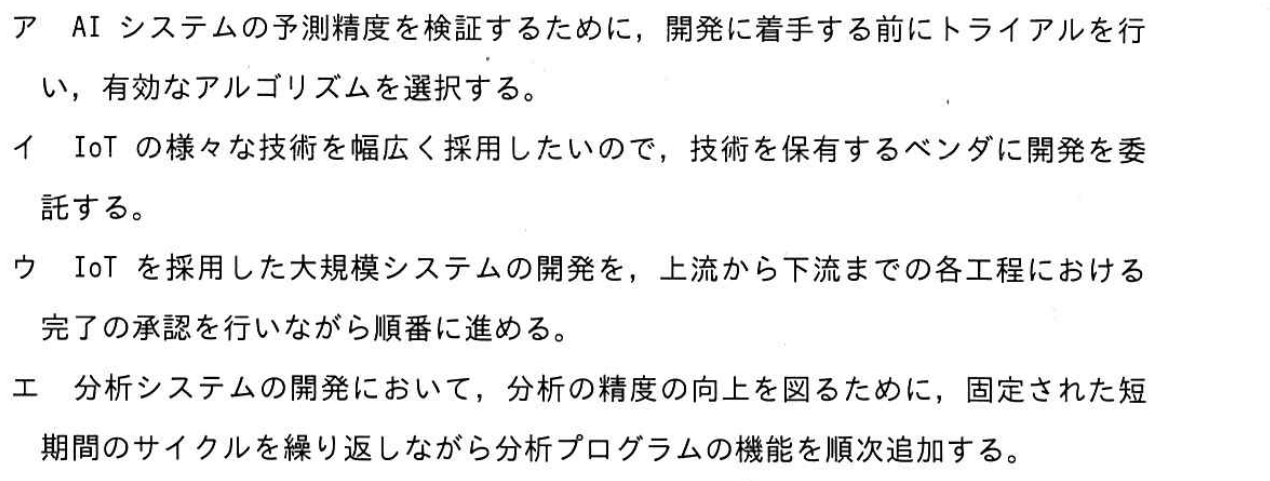 ア　AI システムの予測精度を検証するために，開発に着手する前にトライアルを行
い，有効なアルゴリズムを選択する。
イ　IoT の様々な技術を幅広く採用したいので，技術を保有するベンダに開発を委
託する。
ウ　IoT を採用した大規模システムの開発を，上流から下流までの各工程における
完了の承認を行いながら順番に進める。
エ　分析システムの開発において，分析の精度の向上を図るために，固定された短
期間のサイクルを繰り返しながら分析プログラムの機能を順次追加する。